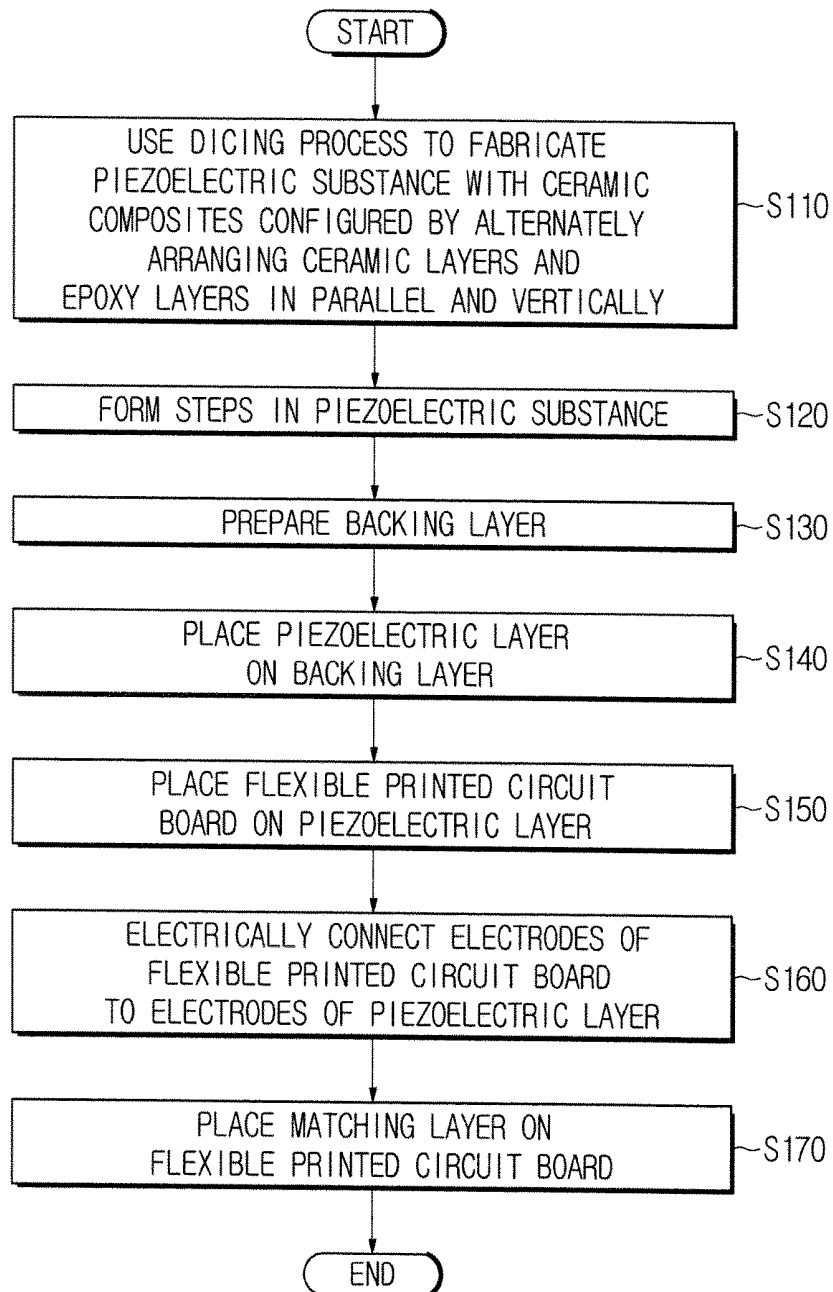 START
USE DICING PROCESS TO FABRICATE
PIEZOELECTRIC SUBSTANCE WITH CERAMIC
COMPOSITES CONFIGURED BY ALTERNATELY
ARRANGING CERAMIC LAYERS AND
EPOXY LAYERS IN PARALLEL AND VERTICALLY
S110
FORM STEPS IN PIEZOELECTRIC SUBSTANCE
S120
PREPARE BACKING LAYER
S130
PLACE PIEZOELECTRIC LAYER
ON BACKING LAYER
S140
PLACE FLEXIBLE PRINTED CIRCUIT
BOARD ON PIEZOELECTRIC LAYER
S150
ELECTRICALLY CONNECT ELECTRODES OF
FLEXIBLE PRINTED CIRCUIT BOARD
TO ELECTRODES OF PIEZOELECTRIC LAYER
S160
PLACE MATCHING LAYER ON
FLEXIBLE PRINTED CIRCUIT BOARD
S170
END